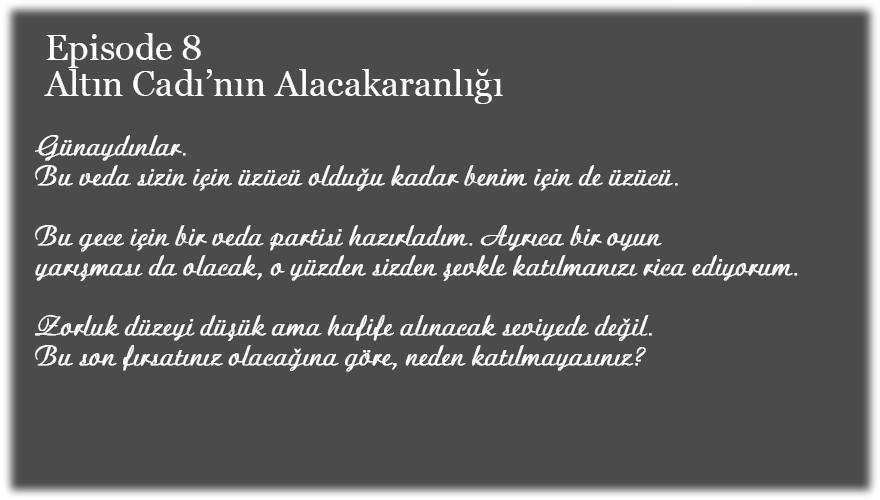 Episode 8
Altın Cadı’nın Alacakaranlığı
Günaydınlar.
Bu veda sizin için üzücü olduğu kadar benim için de üzücü.
Bu gece için bir veda partisi hazırladım. Ayrıca bir oyun
yarışması da olacak, o yüzden sizden şevkle katılmanızı rica ediyorum.
Zorluk düzeyi düşük ama hafife alınacak seviyede değil.
Bu son fırsatınız olacağına göre, neden katılmayasınız?